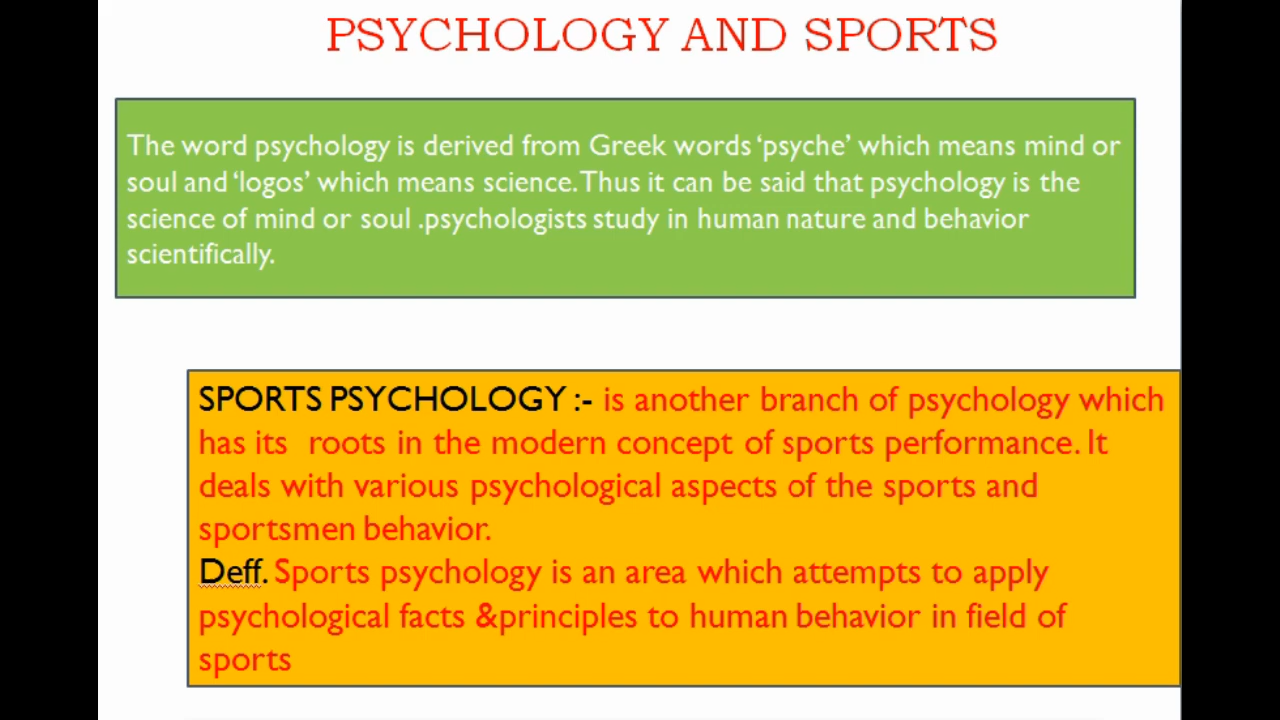 PSYCHOLOGY AND SPORTS
The word psychology is derived from Greek words ‘psyche’ which means mind or
soul and ‘logos’ which means science. Thus it can be said that psychology is the
science of mind or soul .psychologists study in human nature and behavior
scientifically.
SPORTS PSYCHOLOGY :- is another branch of psychology which
has its  roots in the modern concept of sports performance. It
deals with various psychological aspects of the sports and
sportsmen behavior.
Deff. Sports psychology is an area which attempts to apply
psychological facts &principles to human behavior in field of
sports